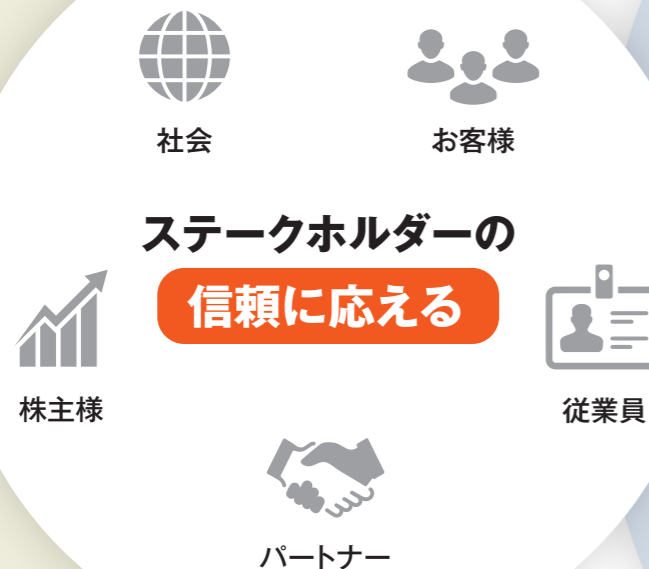 社会
お客様
ステークホルダーの
信頼に応える
株主様
従業員
パートナー